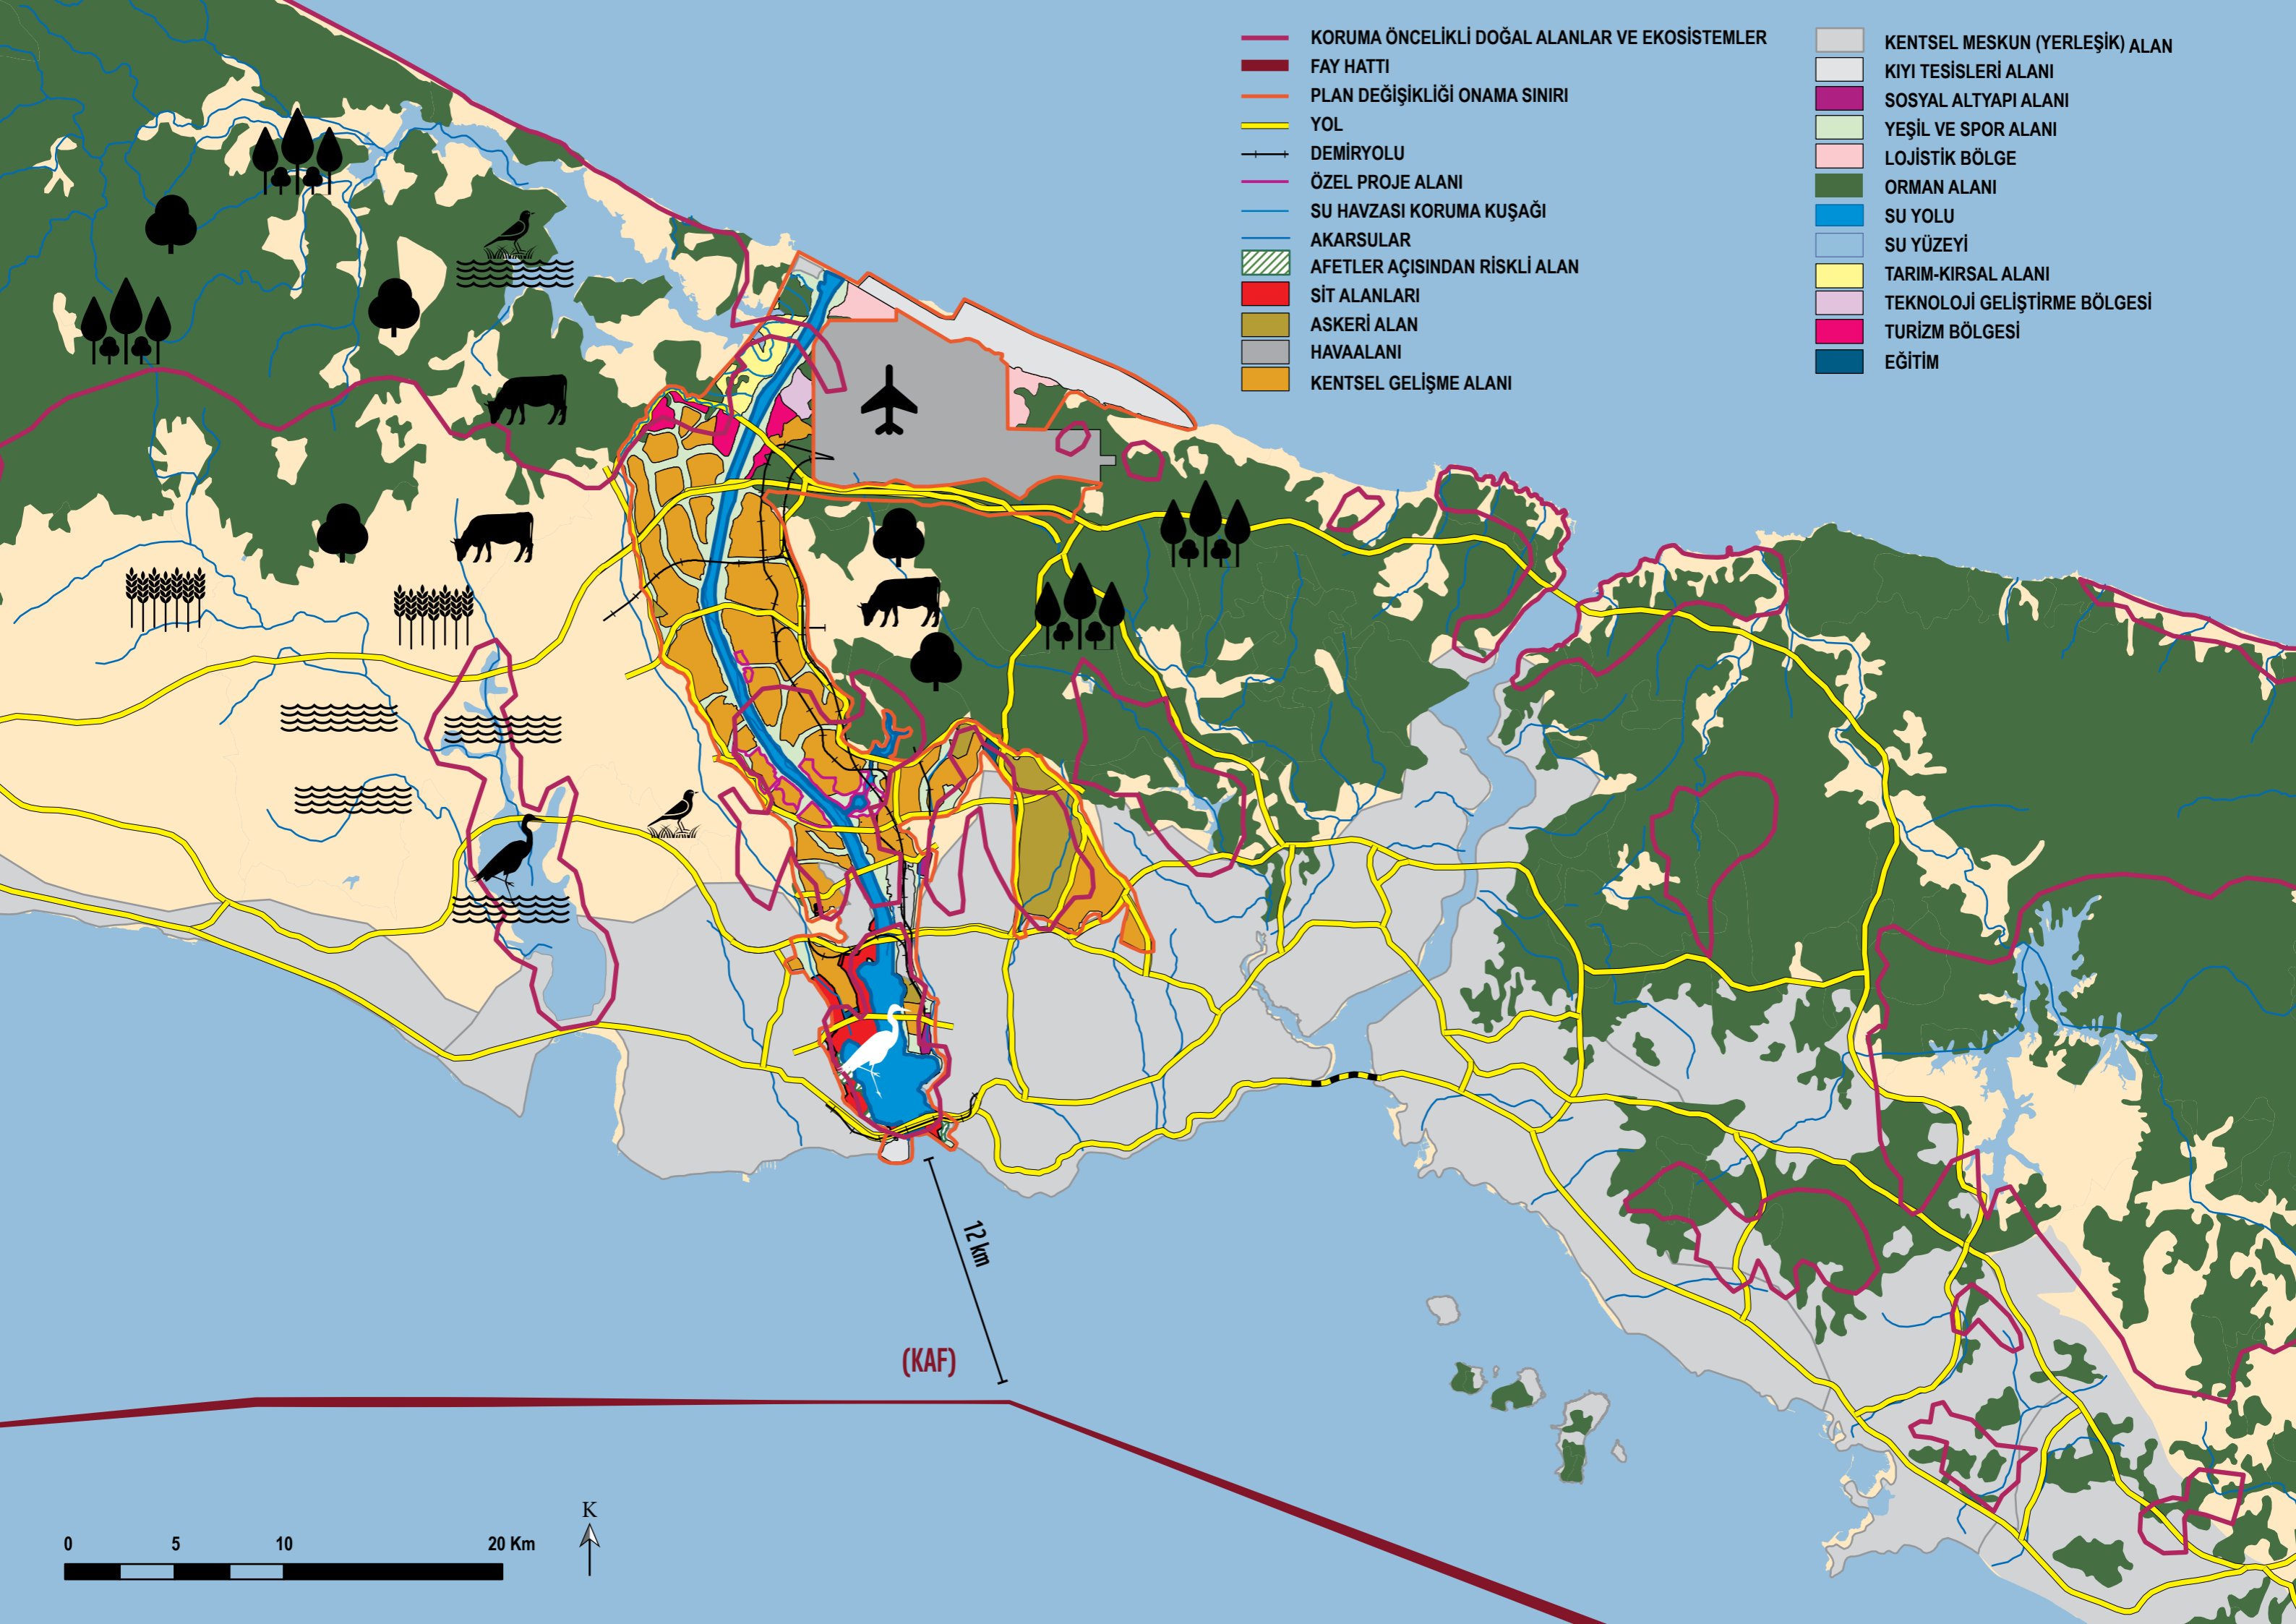 KORUMA ÖNCELİKLİ DOĞAL ALANLAR VE EKOSİSTEMLER
FAY HATTI
PLAN DEĞİŞİKLİĞİ ONAMA SINIRI
YOL
DEMİRYOLU
ÖZEL PROJE ALANI
SU HAVZASI KORUMA KUŞAĞI
AKARSULAR
AFETLER AÇISINDAN RİSKLİ ALAN
SİT ALANLARI
ASKERİ ALAN
HAVAALANI
KENTSEL GELİŞME ALANI
KENTSEL MESKUN (YERLEŞİK) ALAN
KIYI TESİSLERİ ALANI
SOSYAL ALTYAPI ALANI
YEŞİL VE SPOR ALANI
LOJİSTİK BÖLGE
ORMAN ALANI
SU YOLU
SU YÜZEYİ
TARIM-KIRSAL ALANI
TEKNOLOJİ GELİŞTİRME BÖLGESİ
TURİZM BÖLGESİ
EĞİTİM
12 km
(KAF)
K
0 5 10 20 Km